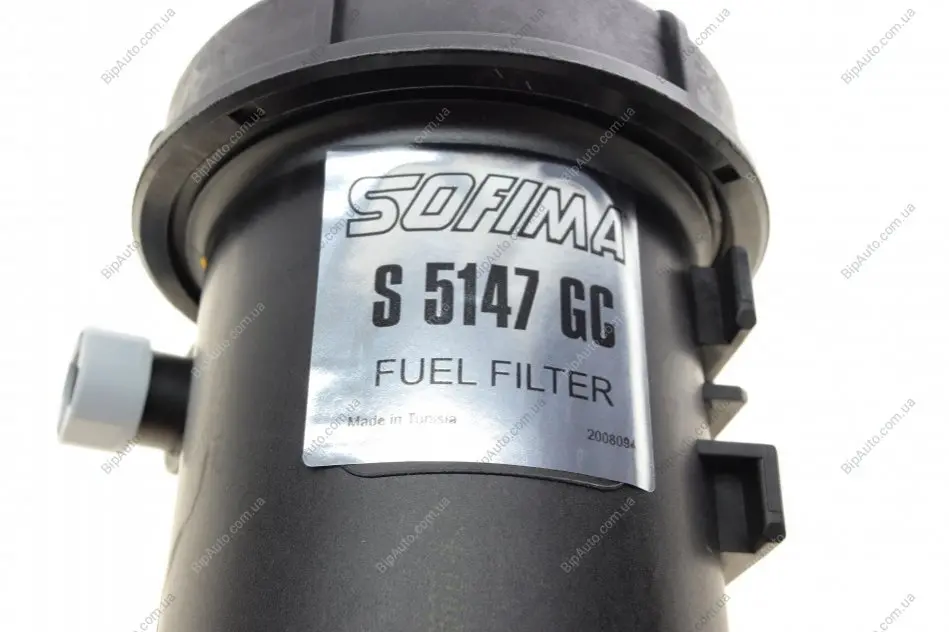 SOFIMA
S 5147 GC
FUEL FILTER
Made in Tunisia
2008094
BipAuto.com.ua